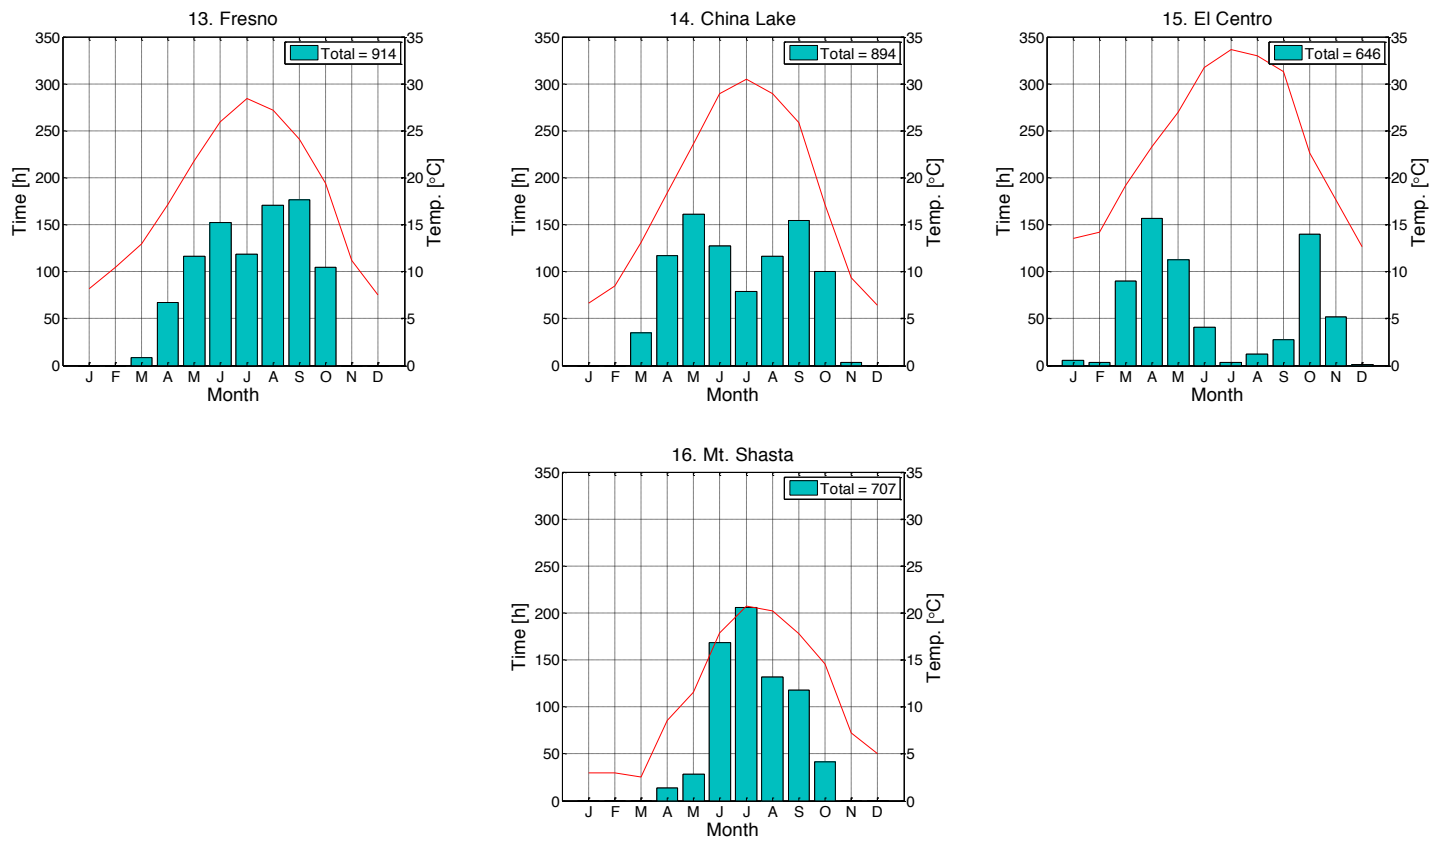 13. Fresno
Total = 914
350
300
250
200
150
100
50
0
35
30
25
20
15
10
5
0
Time [h]
Temp. [°C]
J F M A M J J A S O N D
Month
14. China Lake
Total = 894
350
300
250
200
150
100
50
0
35
30
25
20
15
10
5
0
Time [h]
Temp. [°C]
J F M A M J J A S O N D
Month
15. El Centro
Total = 646
350
300
250
200
150
100
50
0
35
30
25
20
15
10
5
0
Time [h]
Temp. [°C]
J F M A M J J A S O N D
Month
16. Mt. Shasta
Total = 707
350
300
250
200
150
100
50
0
35
30
25
20
15
10
5
0
Time [h]
Temp. [°C]
J F M A M J J A S O N D
Month